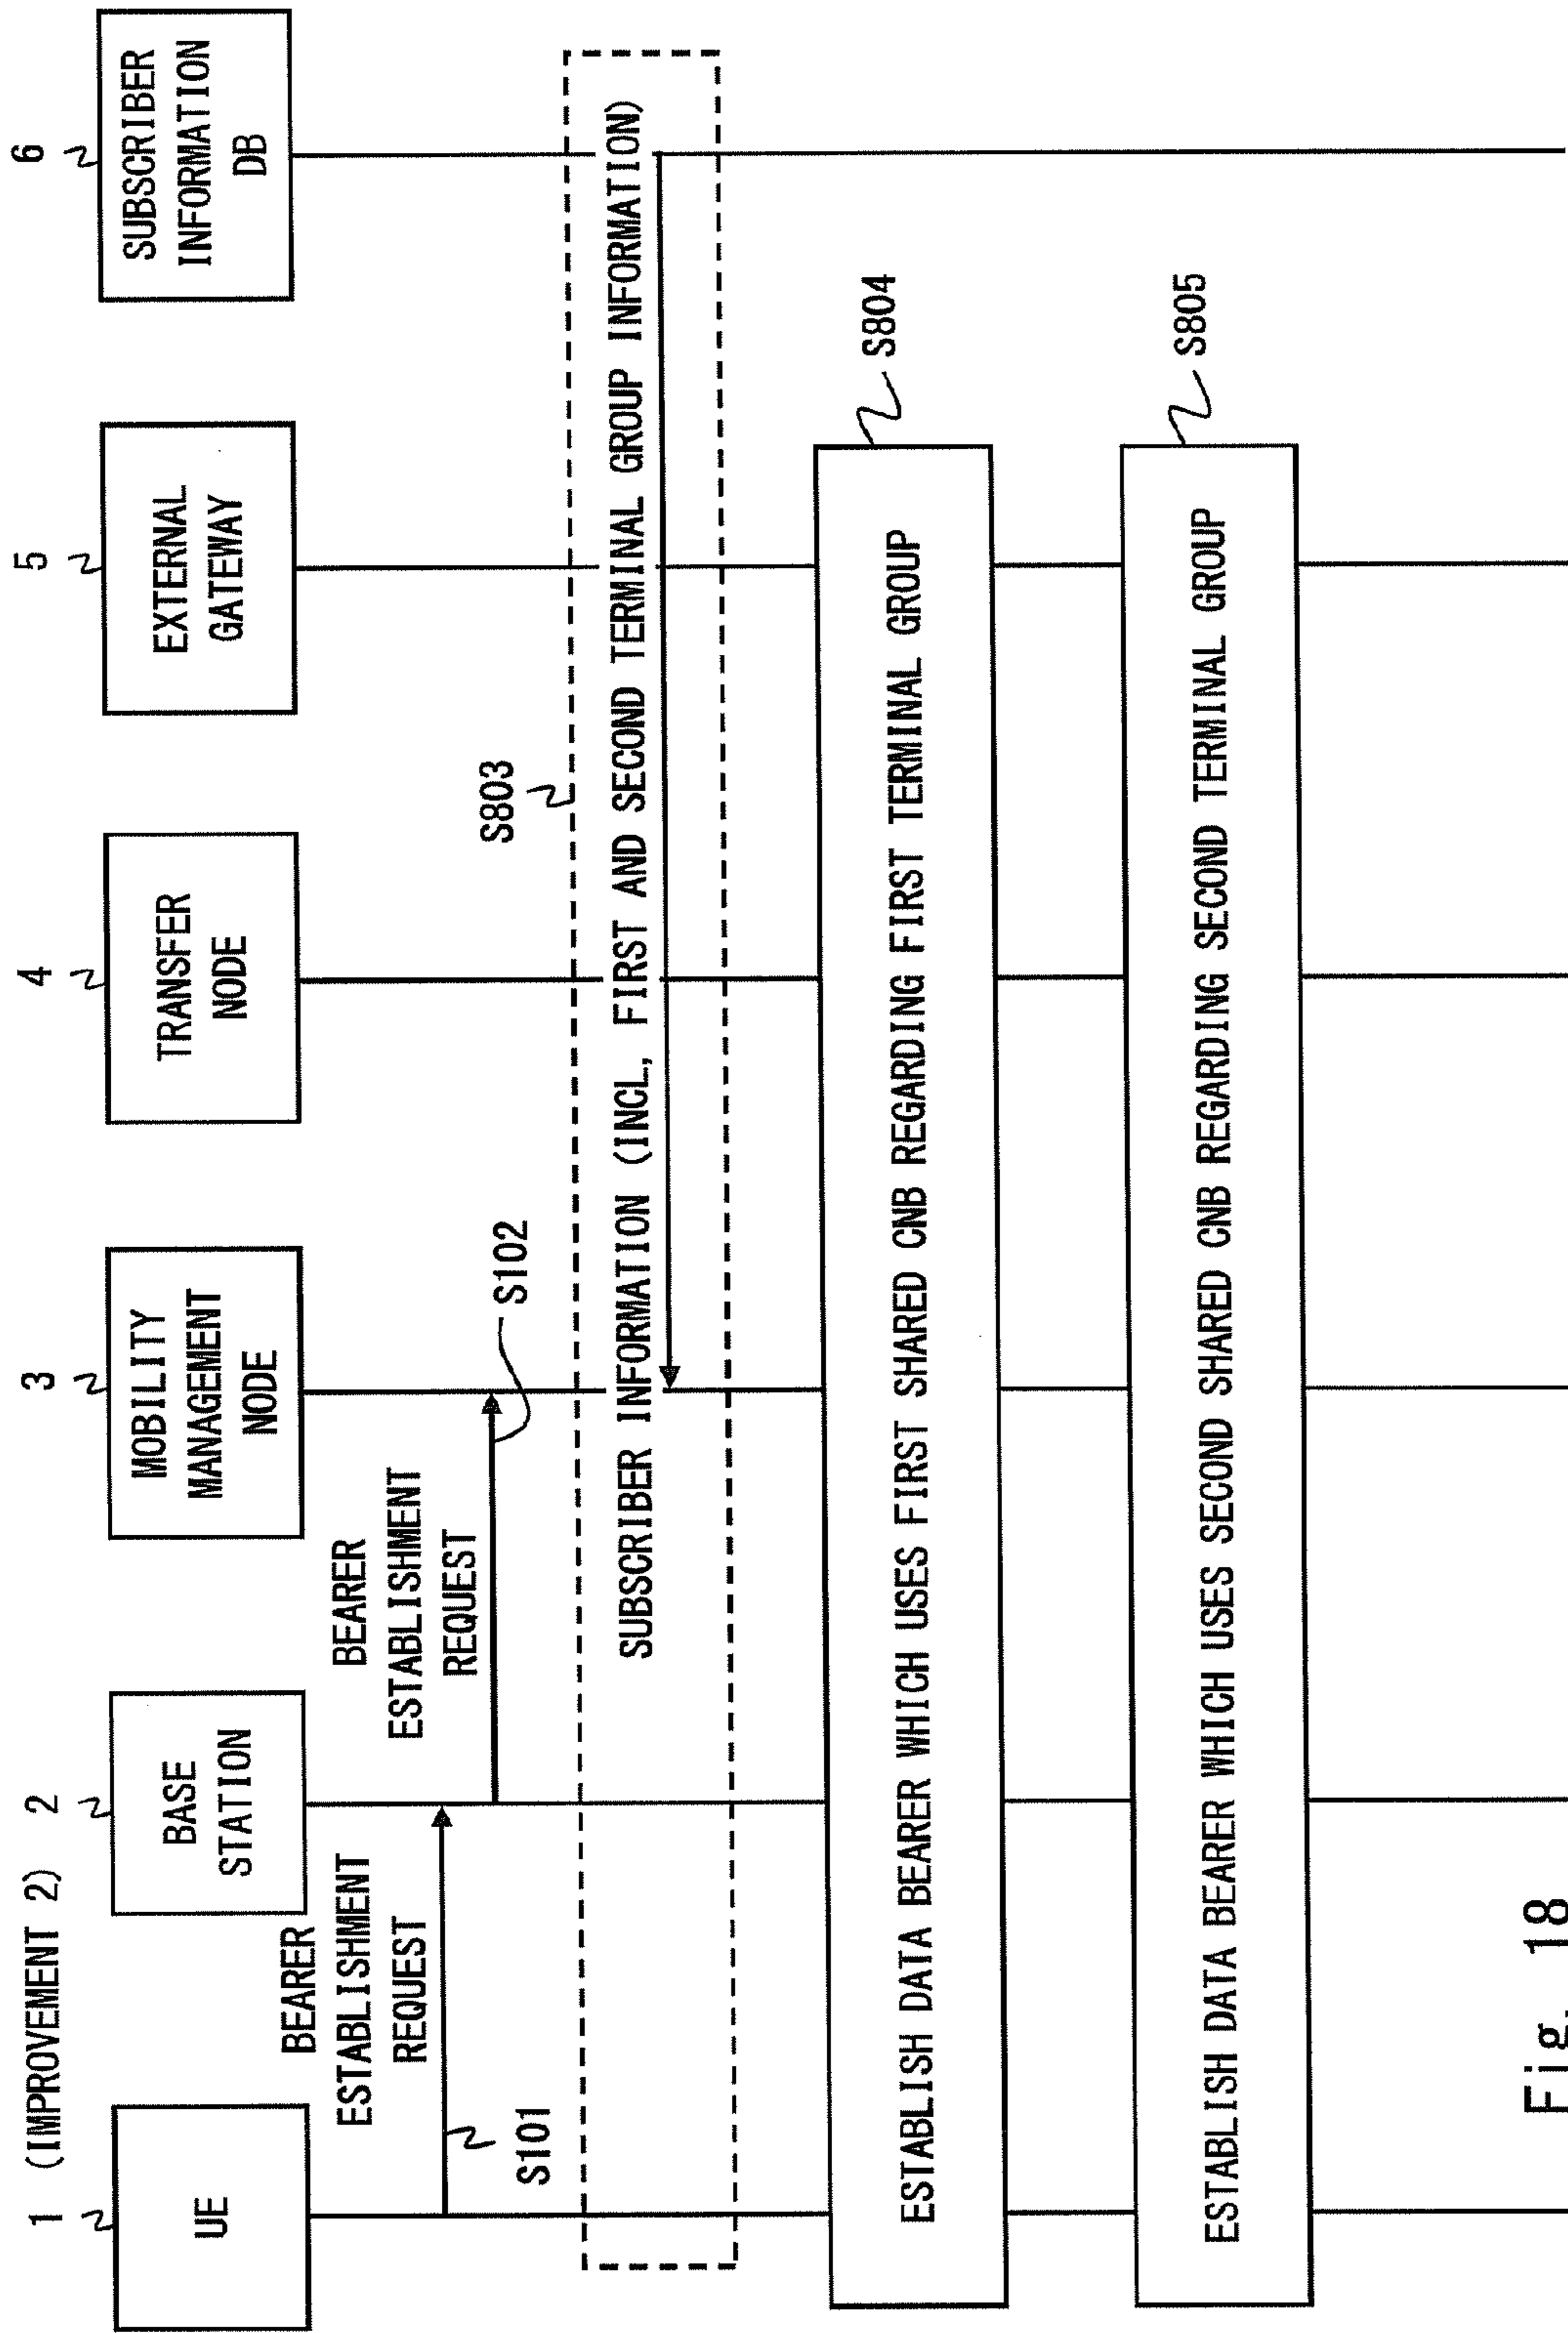 1 (IMPROVEMENT 2)
2
3
4
5
6
UE
BASE
STATION
MOBILITY
MANAGEMENT
NODE
TRANSFER
NODE
EXTERNAL
GATEWAY
SUBSCRIBER
INFORMATION
DB
BEARER
ESTABLISHMENT
REQUEST
S101
BEARER
ESTABLISHMENT
REQUEST
S102
S803
SUBSCRIBER INFORMATION (INCL, FIRST AND SECOND TERMINAL GROUP INFORMATION)
ESTABLISH DATA BEARER WHICH USES FIRST SHARED CNB REGARDING FIRST TERMINAL GROUP
S804
ESTABLISH DATA BEARER WHICH USES SECOND SHARED CNB REGARDING SECOND TERMINAL GROUP
S805
Fig. 18